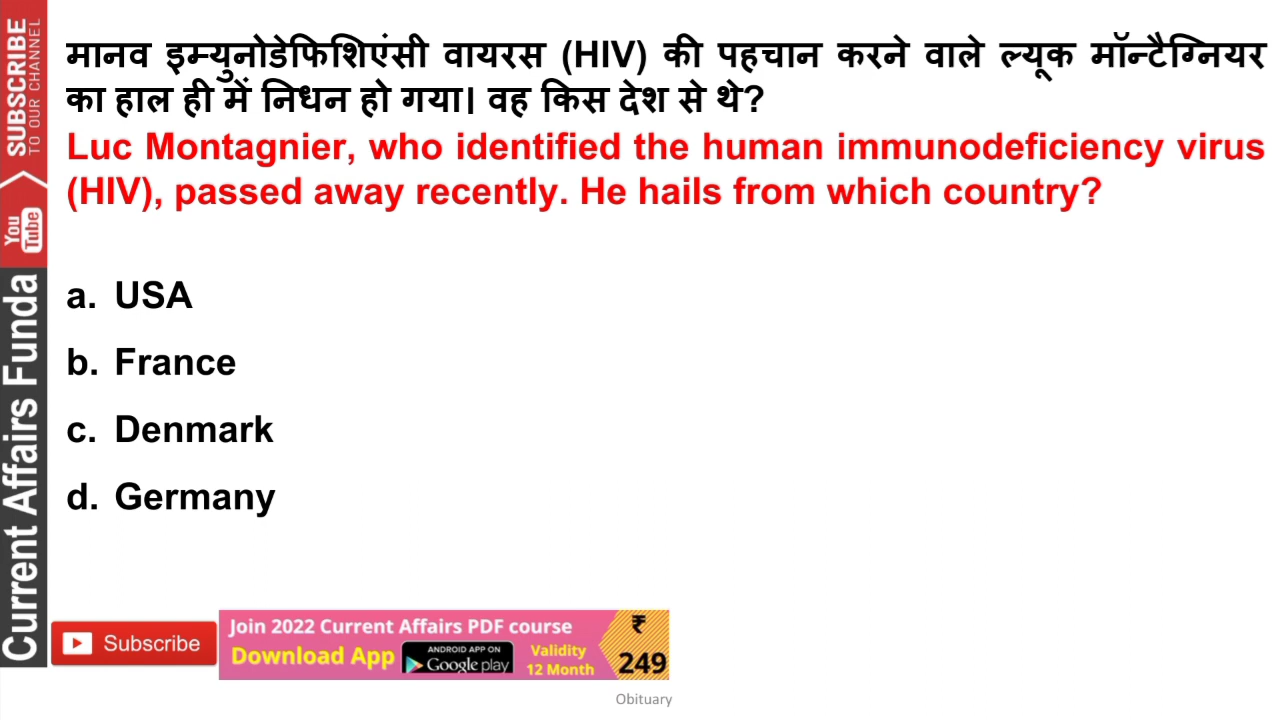 मानव इम्युनोडेफिशिएंसी वायरस (HIV) की पहचान करने वाले ल्यूक मॉन्टैग्नियर
का हाल ही में निधन हो गया। वह किस देश से थे?
Luc Montagnier, who identified the human immunodeficiency virus
(HIV), passed away recently. He hails from which country?
a. USA
b. France
c. Denmark
d. Germany
SUBSCRIBE
TO OUR CHANNEL
You
Tube
Current Affairs Funda
Subscribe
Join 2022 Current Affairs PDF course
Download App
ANDROID APP ON
Google play
Validity
12 Month
₹
249
Obituary